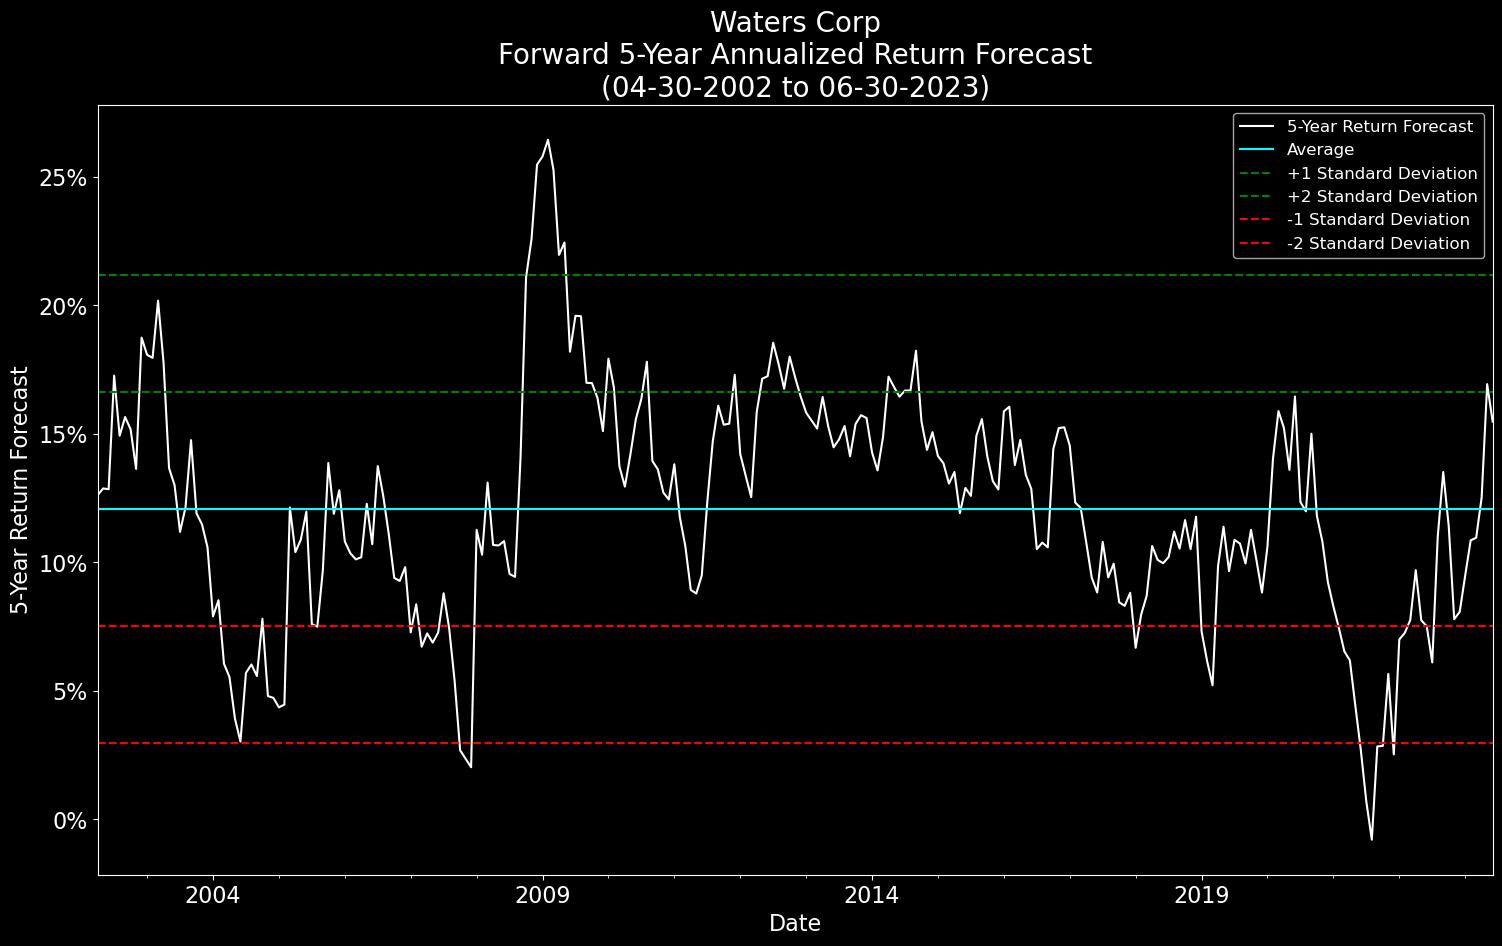 Waters Corp
Forward 5-Year Annualized Return Forecast
(04-30-2002 to 06-30-2023)
5-Year Return Forecast
Average
+1 Standard Deviation
+2 Standard Deviation
-1 Standard Deviation
-2 Standard Deviation
5-Year Return Forecast
25%
20%
15%
10%
5%
0%
2004
2009
2014
2019
Date